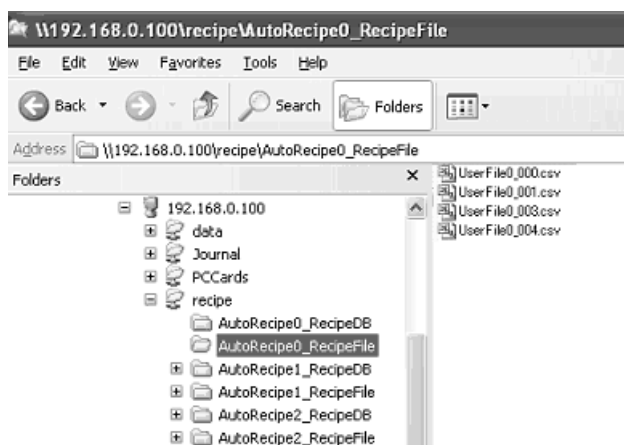 \\192.168.0.100\recipe\AutoRecipe0_RecipeFile
File Edit View Favorites Tools Help
Back Search Folders
Address \\192.168.0.100\recipe\AutoRecipe0_RecipeFile
Folders
192.168.0.100
data
Journal
PCCards
recipe
AutoRecipe0_RecipeDB
AutoRecipe0_RecipeFile
AutoRecipe1_RecipeDB
AutoRecipe1_RecipeFile
AutoRecipe2_RecipeDB
AutoRecipe2_RecipeFile
UserFile0_000.csv
UserFile0_001.csv
UserFile0_003.csv
UserFile0_004.csv